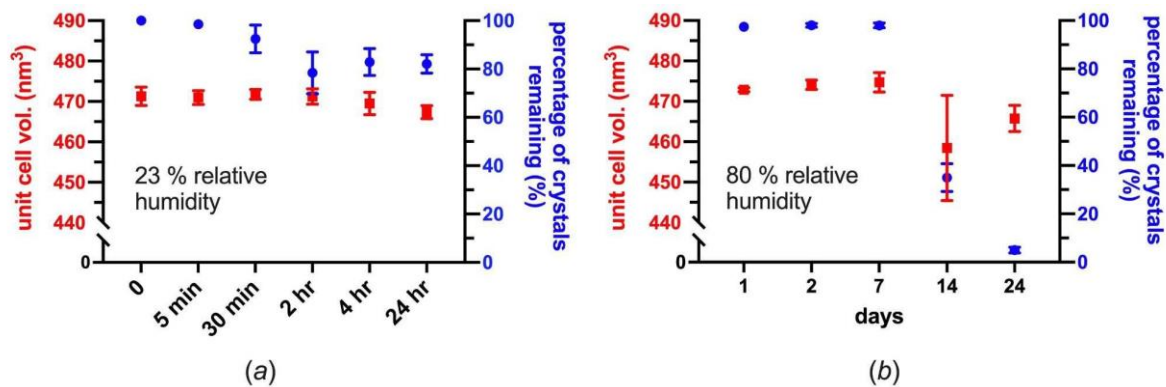 490
480
470
460
450
440
0
unit cell vol. (nm³)
23 % relative
humidity
100
80
60
40
20
0
percentage of crystals
remaining (%)
0
5 min
30 min
2 hr
4 hr
24 hr
(a)
490
480
470
460
450
440
0
unit cell vol. (nm³)
80 % relative
humidity
100
80
60
40
20
0
percentage of crystals
remaining (%)
1
2
7
14
24
days
(b)